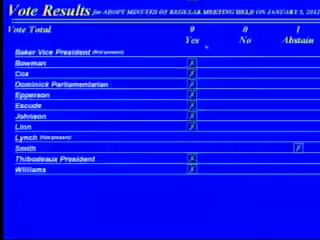 Vote Results for ADOPT MINUTES OF REGULAR MEETING HELD ON JANUARY 5, 2012
Vote Total 9 0 1
Yes No Abstain
Baker Vice President (Not present)
Bowman
Cox
Dominick Parliamentarian
Epperson
Escude
Johnson
Linn
Lynch (Not present)
Smith
Thibodeaux President
Williams